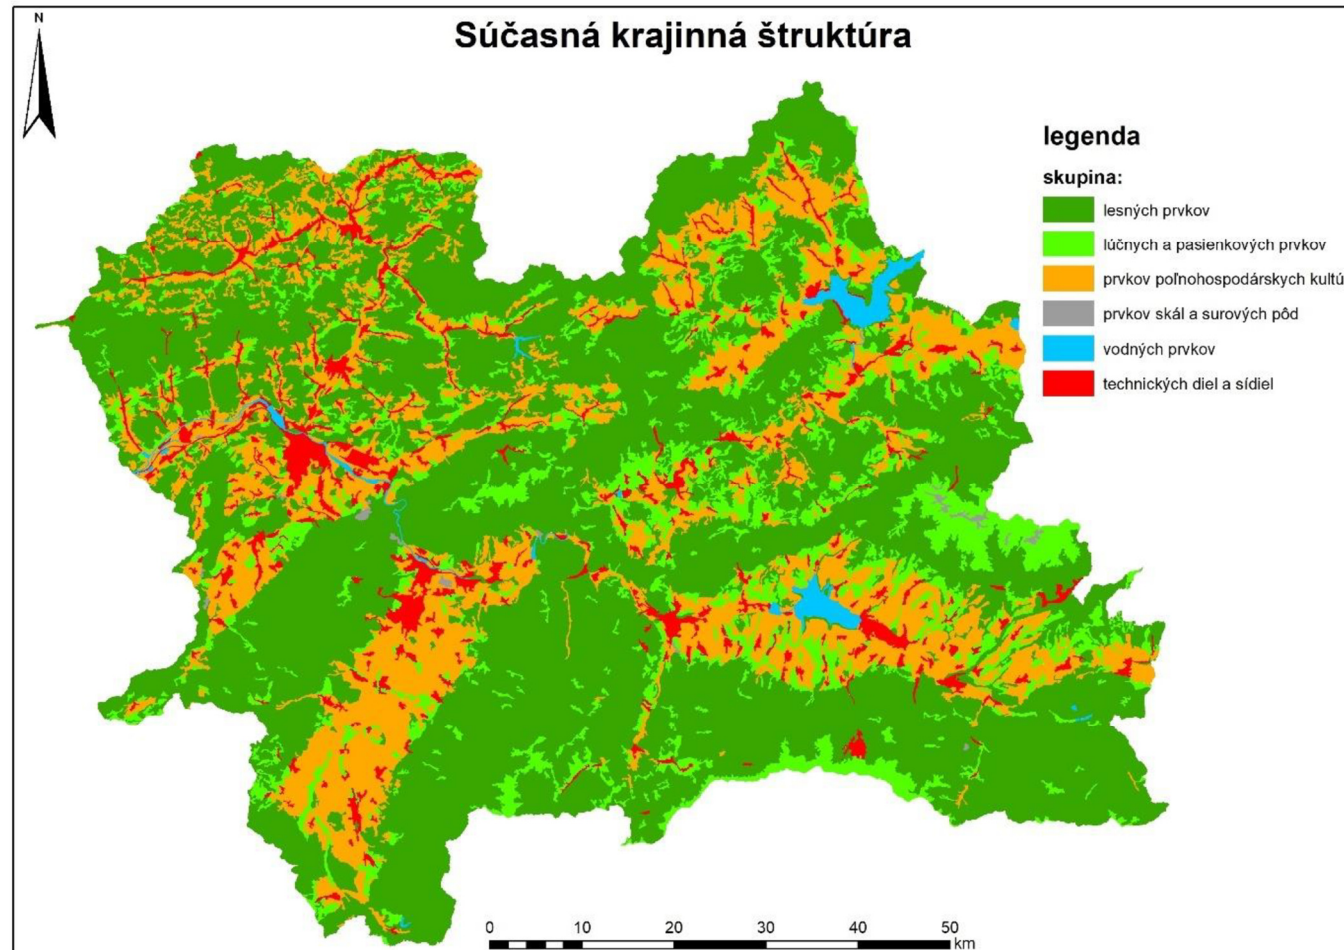 Súčasná krajinná štruktúra
N
legenda
skupina:
lesných prvkov
lúčnych a pasienkových prvkov
prvkov poľnohospodárskych kultú
prvkov skál a surových pôd
vodných prvkov
technických diel a sídiel
0 10 20 30 40 50
km